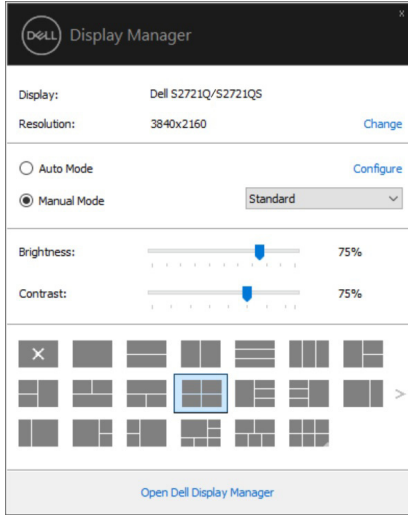 x
DELL Display Manager
Display: Dell S2721Q/S2721QS
Resolution: 3840x2160 Change
Auto Mode Configure
Manual Mode Standard
Brightness: 75%
Contrast: 75%
Open Dell Display Manager